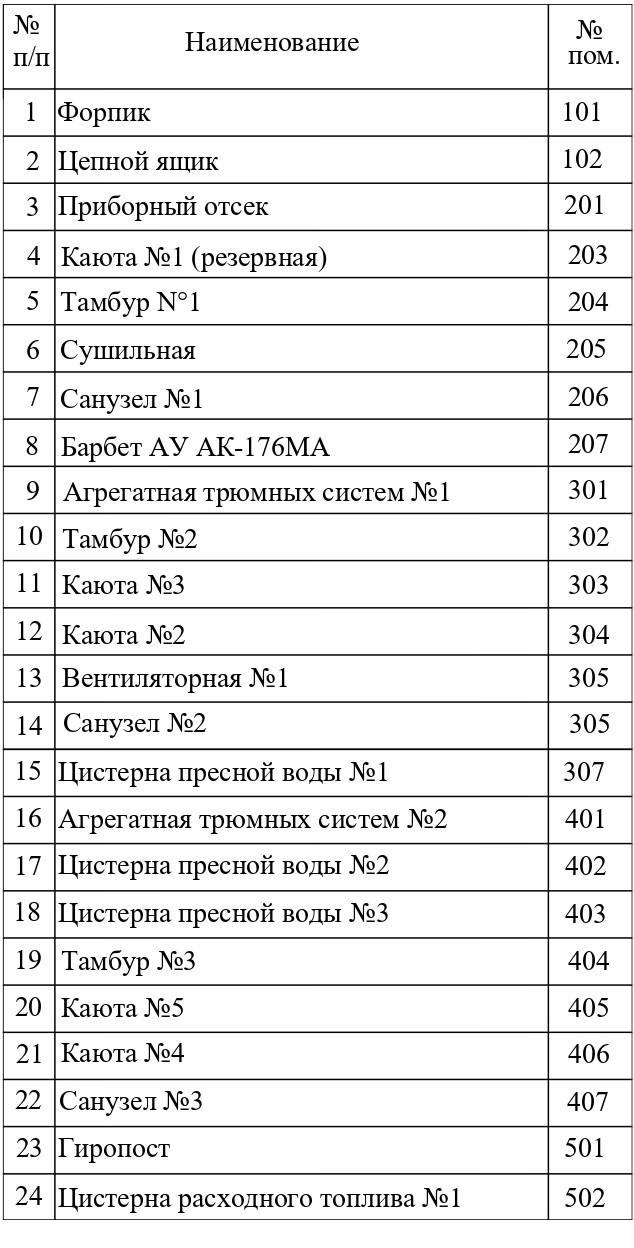 № п/п Наименование № пом.
1 Форпик 101
2 Цепной ящик 102
3 Приборный отсек 201
4 Каюта №1 (резервная) 203
5 Тамбур N°1 204
6 Сушильная 205
7 Санузел №1 206
8 Барбет АУ АК-176МА 207
9 Агрегатная трюмных систем №1 301
10 Тамбур №2 302
11 Каюта №3 303
12 Каюта №2 304
13 Вентиляторная №1 305
14 Санузел №2 305
15 Цистерна пресной воды №1 307
16 Агрегатная трюмных систем №2 401
17 Цистерна пресной воды №2 402
18 Цистерна пресной воды №3 403
19 Тамбур №3 404
20 Каюта №5 405
21 Каюта №4 406
22 Санузел №3 407
23 Гиропост 501
24 Цистерна расходного топлива №1 502